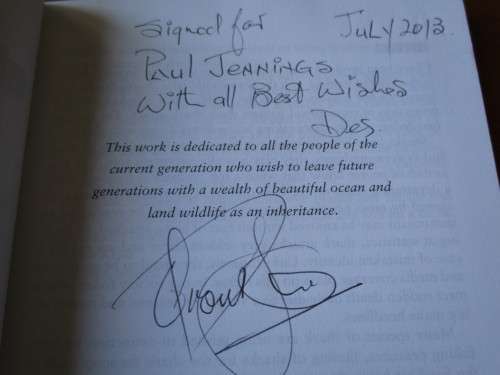 Signed for July 2013.
Paul Jennings
With all Best Wishes
Des.
This work is dedicated to all the people of the
current generation who wish to leave future
generations with a wealth of beautiful ocean and
land wildlife as an inheritance.